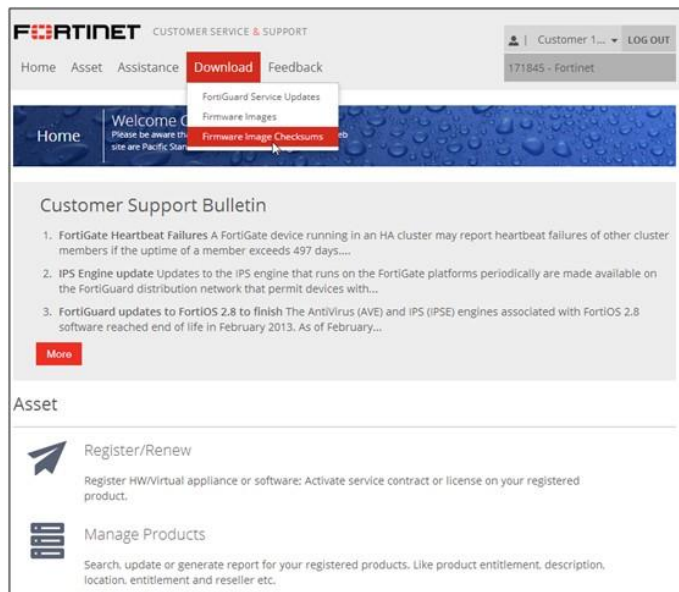 FORTINET CUSTOMER SERVICE & SUPPORT
Customer 1... LOG OUT
171845 - Fortinet
Home Asset Assistance Download Feedback
FortiGuard Service Updates
Firmware Images
Firmware Image Checksums
Home
Welcome
Please be aware
site are Pacific
Customer Support Bulletin
1. FortiGate Heartbeat Failures A FortiGate device running in an HA cluster may report heartbeat failures of other cluster
members if the uptime of a member exceeds 497 days....
2. IPS Engine update Updates to the IPS engine that runs on the FortiGate platforms periodically are made available on
the FortiGuard distribution network that permit devices with...
3. FortiGuard updates to FortiOS 2.8 to finish The AntiVirus (AVE) and IPS (IPSE) engines associated with FortiOS 2.8
software reached end of life in February 2013. As of February...
More
Asset
Register/Renew
Register HW/Virtual appliance or software: Activate service contract or license on your registered
product.
Manage Products
Search, update or generate report for your registered products. Like product entitlement, description,
location, entitlement and reseller etc.